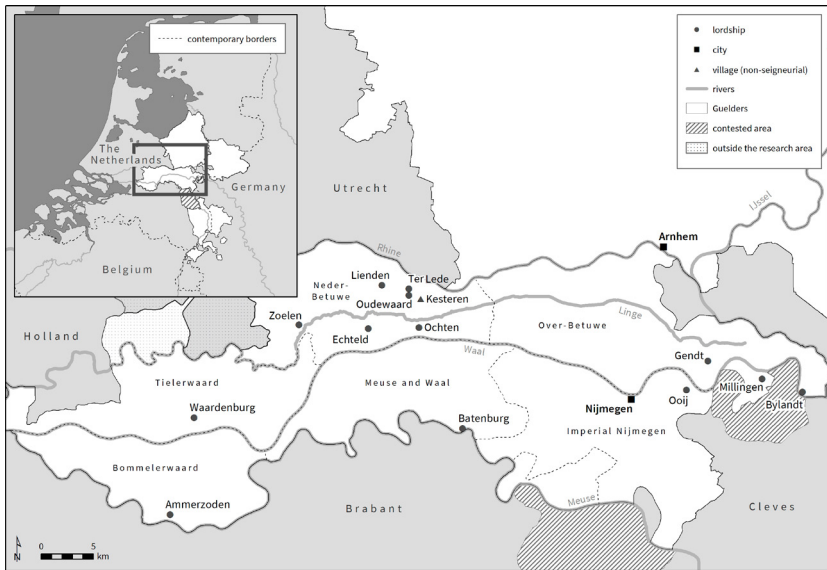 contemporary borders
The
Netherlands
Germany
Belgium
lordship
city
village (non-seigneurial)
rivers
Guelders
contested area
outside the research area
Utrecht
IJssel
Arnhem
Rhine
Lienden
Ter Lede
Neder-
Betuwe
Oudewaard
Kesteren
Zoelen
Holland
Echteld
Ochten
Over-Betuwe
Linge
Waal
Gendt
Tielerwaard
Meuse and Waal
Millingen
Ooij
Bylandt
Waardenburg
Nijmegen
Batenburg
Imperial Nijmegen
Bommelerwaard
Meuse
Ammerzoden
Brabant
Cleves
N
0 5
km